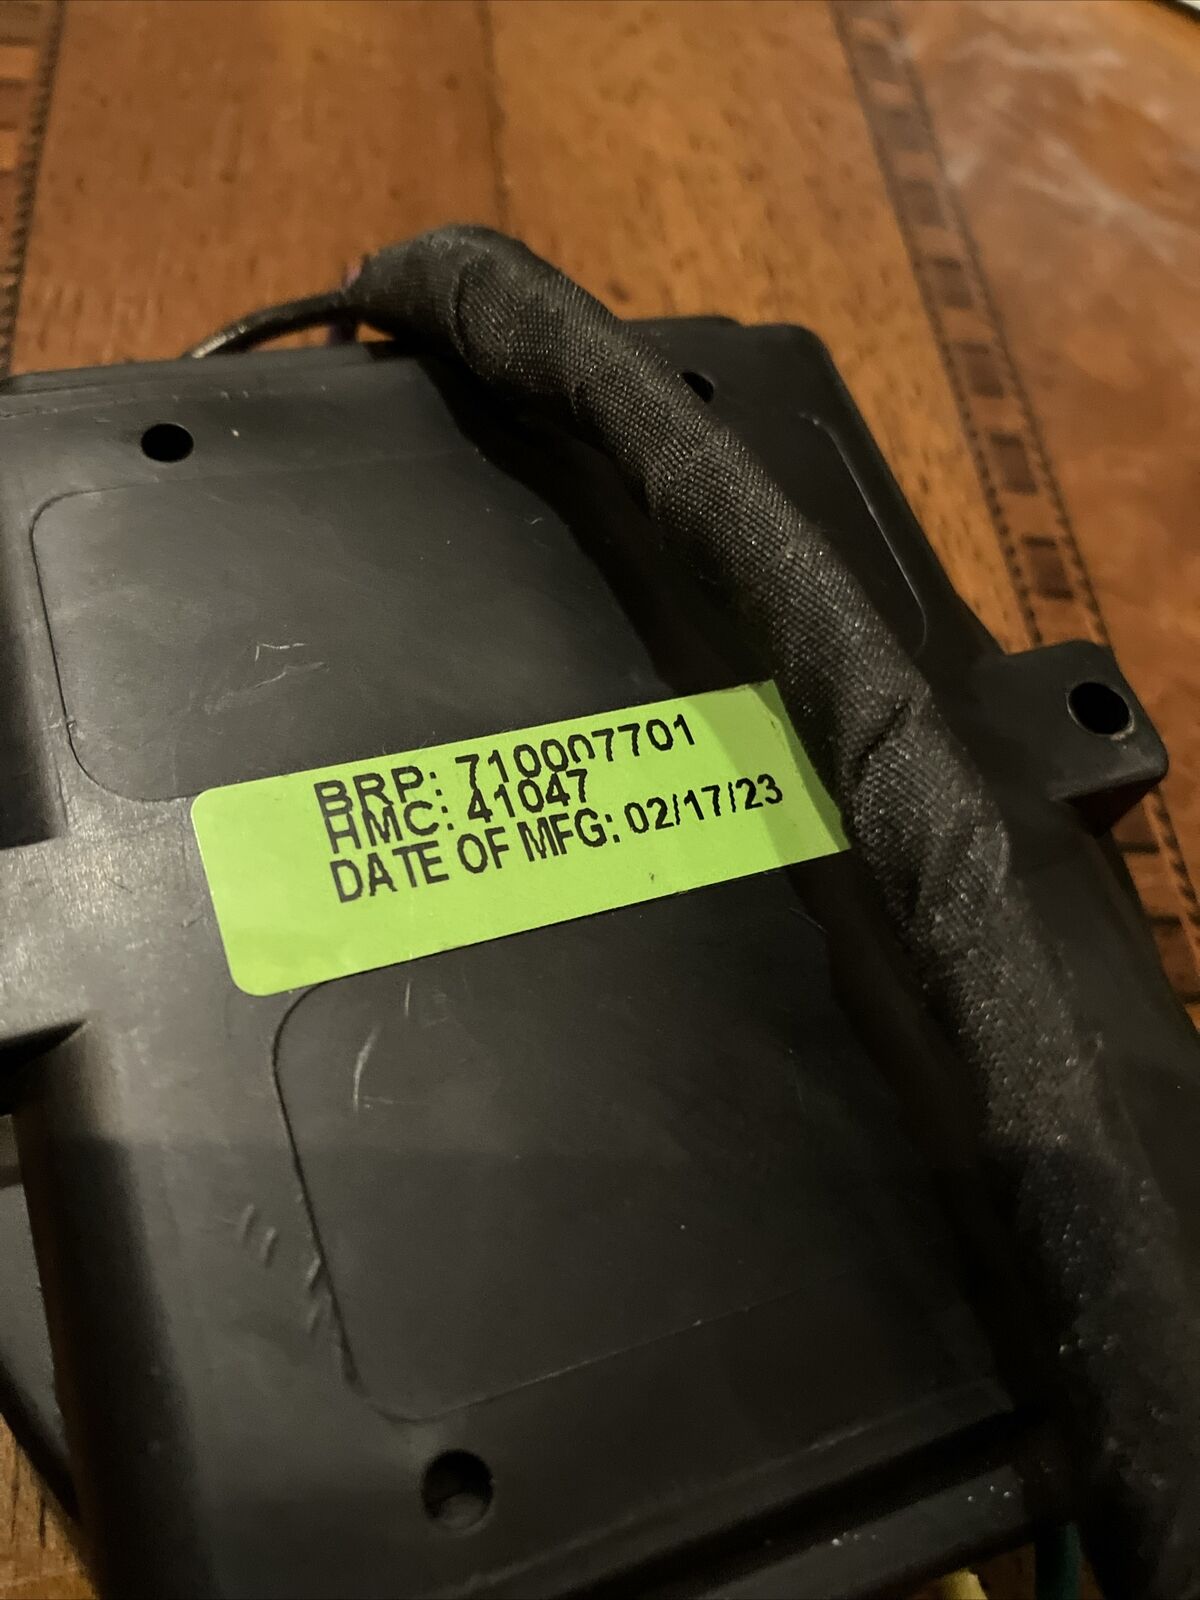 BRP: 710007701
HMC: 41047
DATE OF MFG: 02/17/23